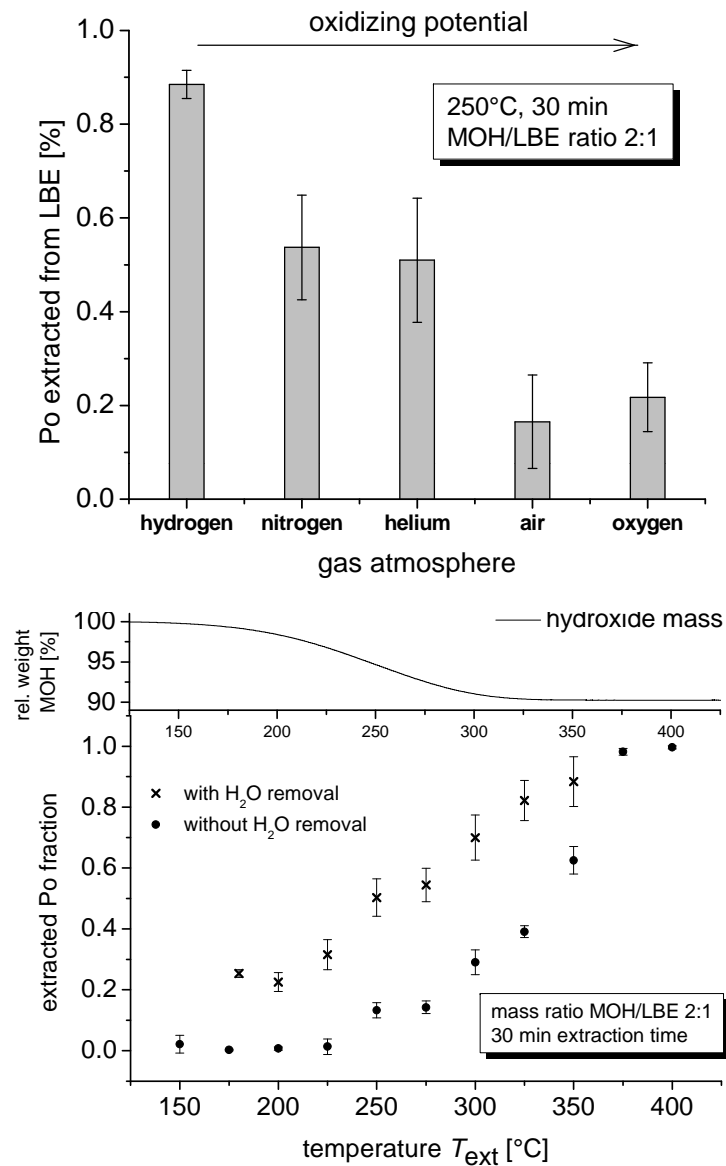 oxidizing potential
250°C, 30 min
MOH/LBE ratio 2:1
Po extracted from LBE [%]
1.0
0.8
0.6
0.4
0.2
0.0
hydrogen nitrogen helium air oxygen
gas atmosphere
hydroxide mass
rel. weight
MOH [%]
100
95
90
150 200 250 300 350 400
with H₂O removal
without H₂O removal
extracted Po fraction
1.0
0.8
0.6
0.4
0.2
0.0
mass ratio MOH/LBE 2:1
30 min extraction time
150 200 250 300 350 400
temperature Text [°C]